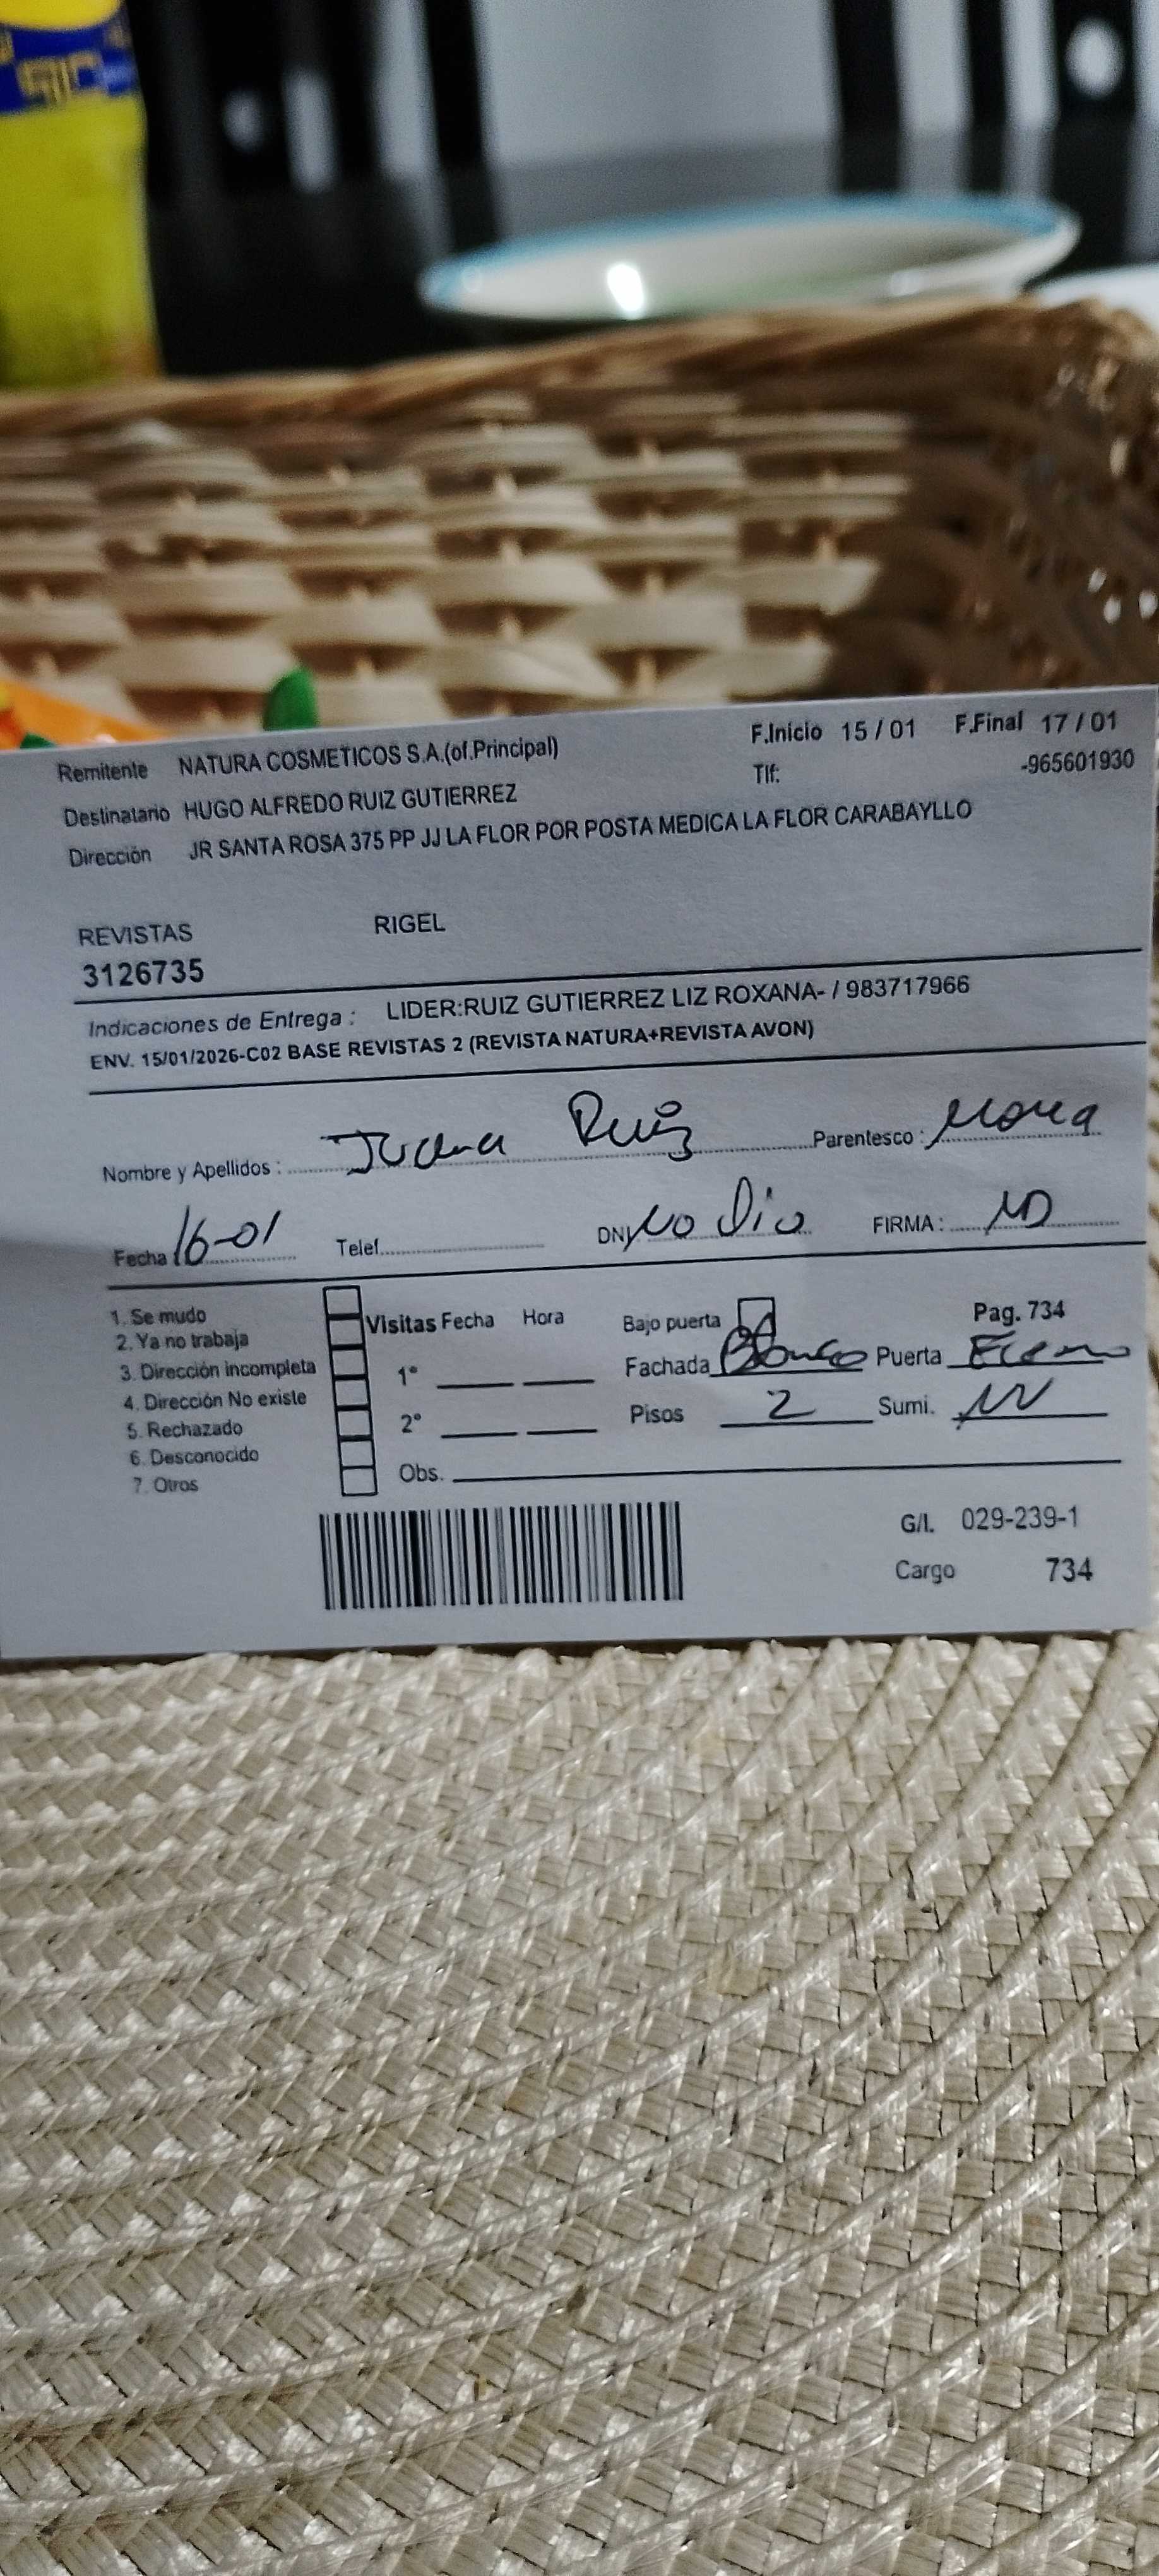 Remitente NATURA COSMETICOS S.A.(of.Principal) F.Inicio 15 / 01 F.Final 17 / 01
Tlf: -965601930
Destinatario HUGO ALFREDO RUIZ GUTIERREZ
Dirección JR SANTA ROSA 375 PP JJ LA FLOR POR POSTA MEDICA LA FLOR CARABAYLLO
REVISTAS RIGEL
3126735
Indicaciones de Entrega : LIDER:RUIZ GUTIERREZ LIZ ROXANA- / 983717966
ENV. 15/01/2026-C02 BASE REVISTAS 2 (REVISTA NATURA+REVISTA AVON)
Nombre y Apellidos : Juana Ruiz Parentesco :
Fecha 16-01 Telef. DNI No Dio FIRMA : ND
1. Se mudo
2. Ya no trabaja
3. Dirección incompleta
4. Dirección No existe
5. Rechazado
6. Desconocido
7. Otros
Visitas Fecha Hora
1°
2°
Obs.
Bajo puerta Pag. 734
Fachada Blanco Puerta
Pisos 2 Sumi.
G/I. 029-239-1
Cargo 734